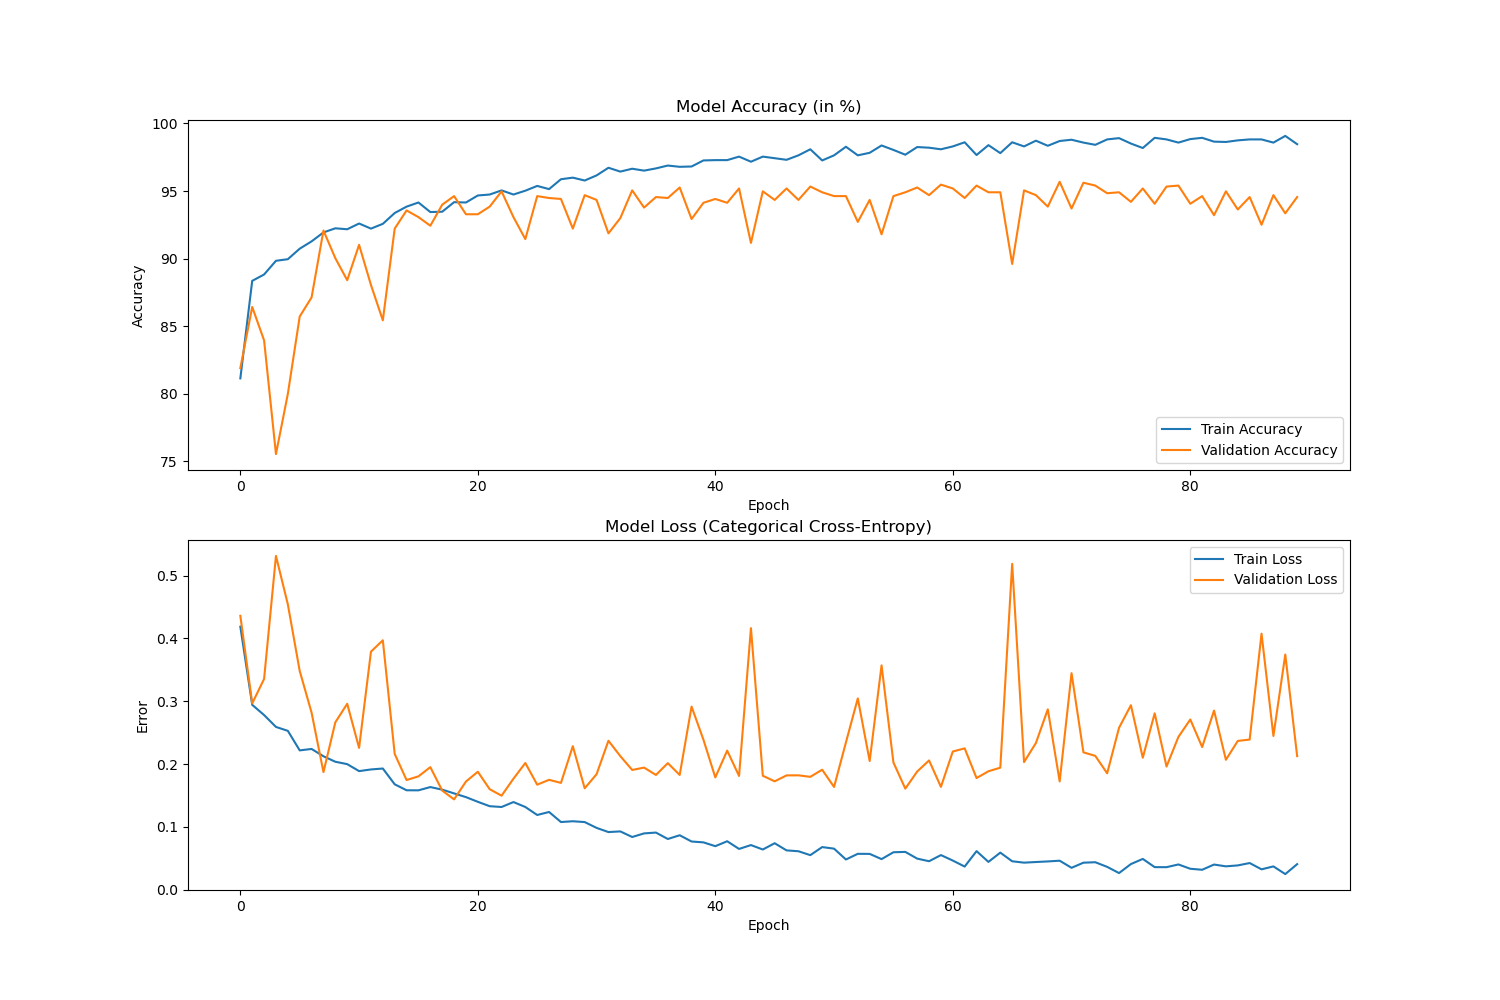 Model Accuracy (in %)
100
95
90
85
80
75
Accuracy
Train Accuracy
Validation Accuracy
0 20 40 60 80
Epoch
Model Loss (Categorical Cross-Entropy)
0.5
0.4
0.3
0.2
0.1
0.0
Error
Train Loss
Validation Loss
0 20 40 60 80
Epoch